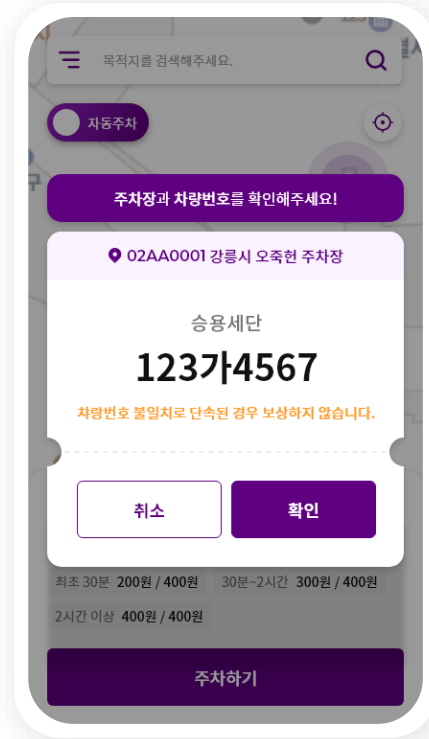 목적지를 검색해주세요.
자동주차
주차장과 차량번호를 확인해주세요!
02AA0001 강릉시 오죽헌 주차장
승용세단
123가4567
차량번호 불일치로 단속된 경우 보상하지 않습니다.
취소
확인
최초 30분 200원 / 400원
30분~2시간 300원 / 400원
2시간 이상 400원 / 400원
주차하기
구